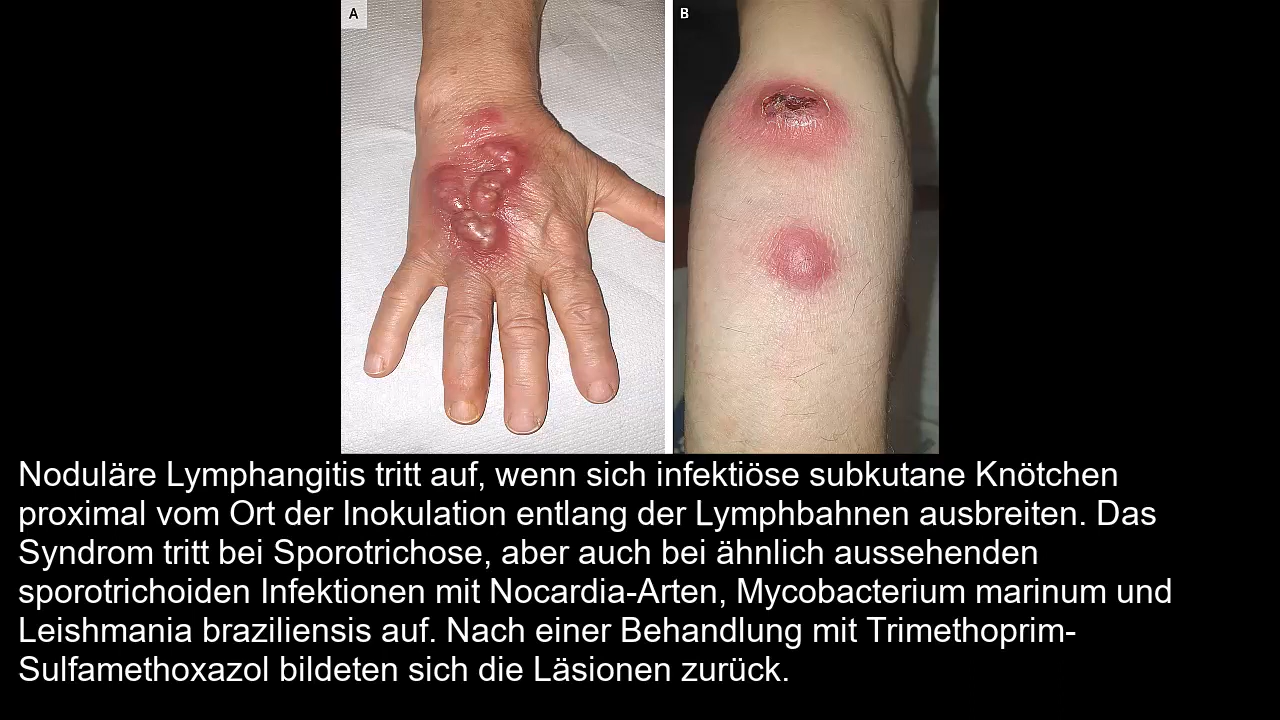 A B
Noduläre Lymphangitis tritt auf, wenn sich infektiöse subkutane Knötchen
proximal vom Ort der Inokulation entlang der Lymphbahnen ausbreiten. Das
Syndrom tritt bei Sporotrichose, aber auch bei ähnlich aussehenden
sporotrichoiden Infektionen mit Nocardia-Arten, Mycobacterium marinum und
Leishmania braziliensis auf. Nach einer Behandlung mit Trimethoprim-
Sulfamethoxazol bildeten sich die Läsionen zurück.